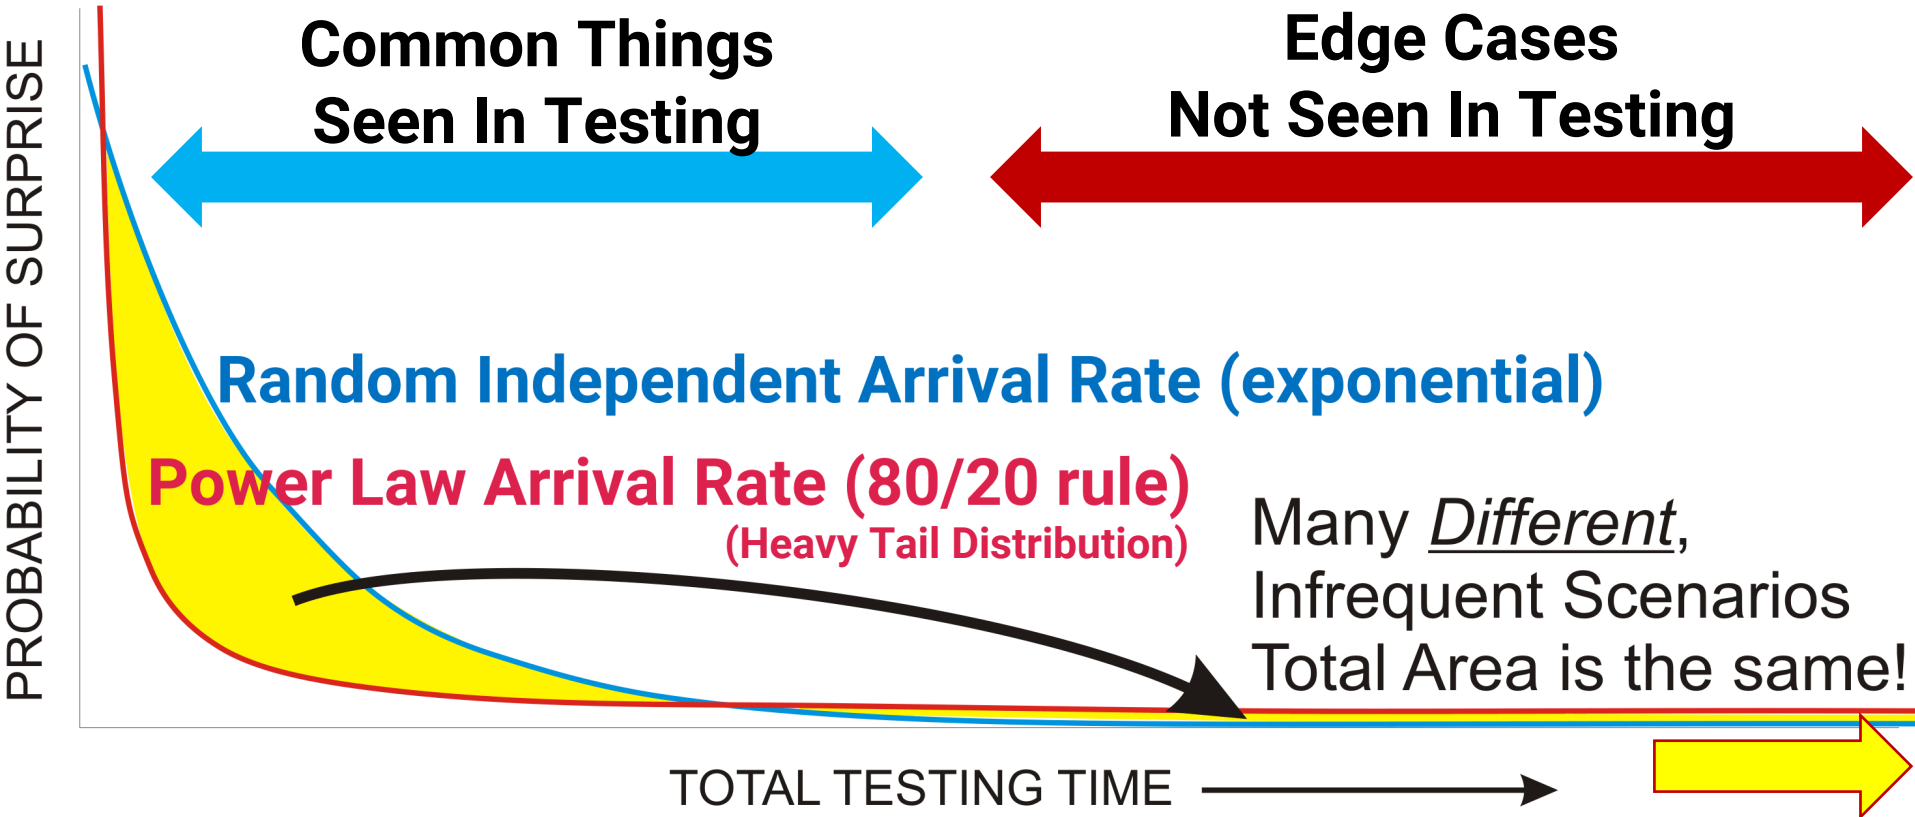 Common Things
Seen In Testing
Edge Cases
Not Seen In Testing
PROBABILITY OF SURPRISE
Random Independent Arrival Rate (exponential)
Power Law Arrival Rate (80/20 rule)
(Heavy Tail Distribution)
Many Different,
Infrequent Scenarios
Total Area is the same!
TOTAL TESTING TIME